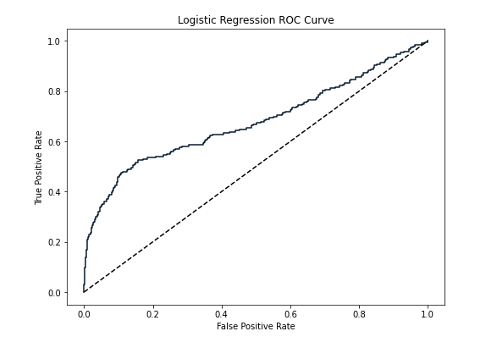 Logistic Regression ROC Curve
1.0
0.8
0.6
0.4
0.2
0.0
True Positive Rate
0.0 0.2 0.4 0.6 0.8 1.0
False Positive Rate